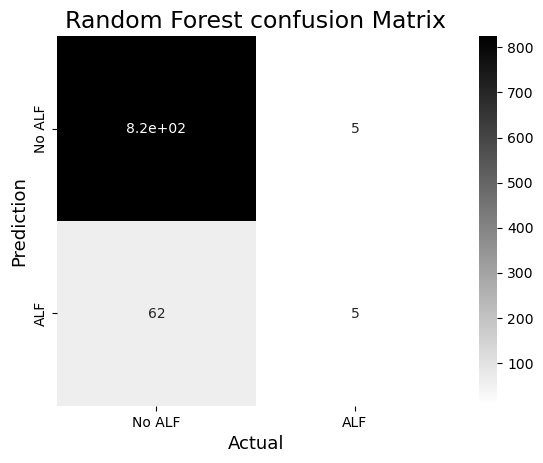 Random Forest confusion Matrix
No ALF
8.2e+02
5
ALF
62
5
Prediction
No ALF
ALF
Actual
800
700
600
500
400
300
200
100